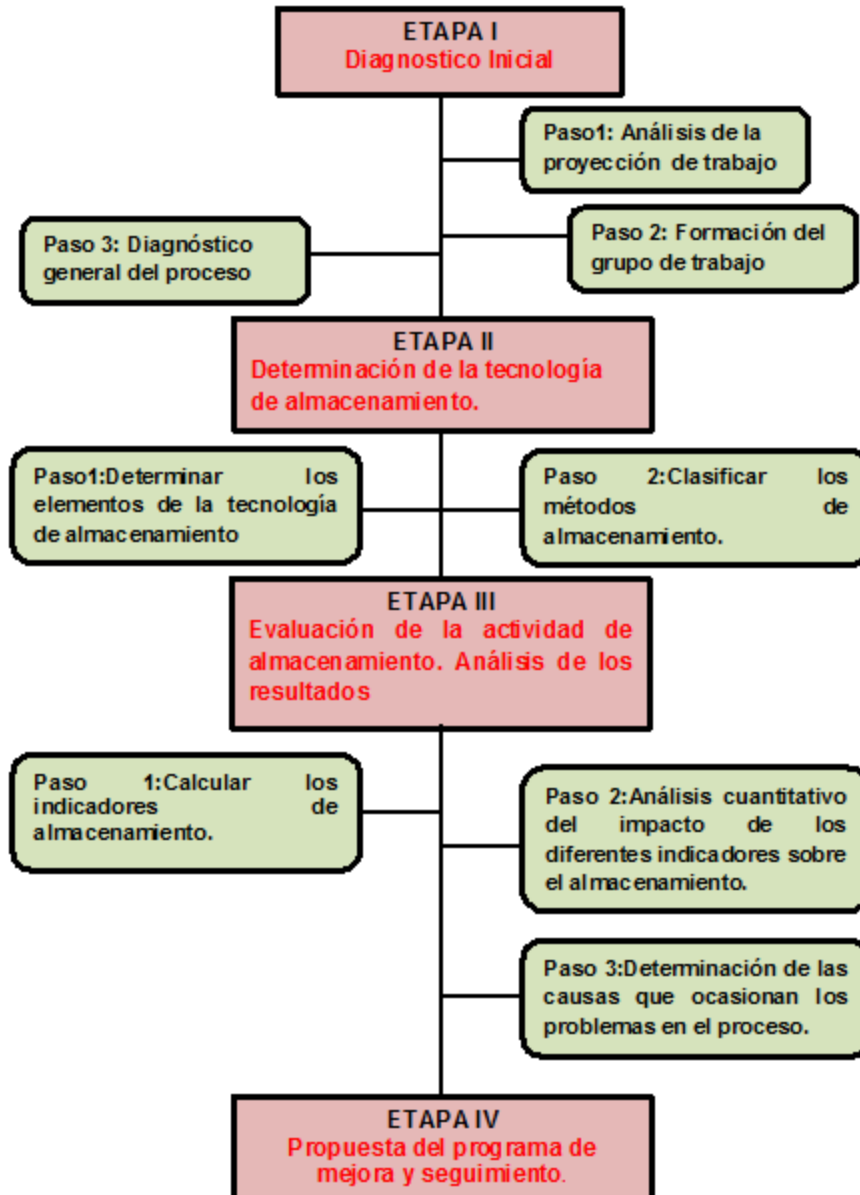 ETAPA I
Diagnostico Inicial
Paso1: Análisis de la
proyección de trabajo
Paso 2: Formación del
grupo de trabajo
Paso 3: Diagnóstico
general del proceso
ETAPA II
Determinación de la tecnología
de almacenamiento.
Paso1:Determinar los
elementos de la tecnología
de almacenamiento
Paso 2:Clasificar los
métodos de
almacenamiento.
ETAPA III
Evaluación de la actividad de
almacenamiento. Análisis de los
resultados
Paso 1:Calcular los
indicadores de
almacenamiento.
Paso 2:Análisis cuantitativo
del impacto de los
diferentes indicadores sobre
el almacenamiento.
Paso 3:Determinación de las
causas que ocasionan los
problemas en el proceso.
ETAPA IV
Propuesta del programa de
mejora y seguimiento.